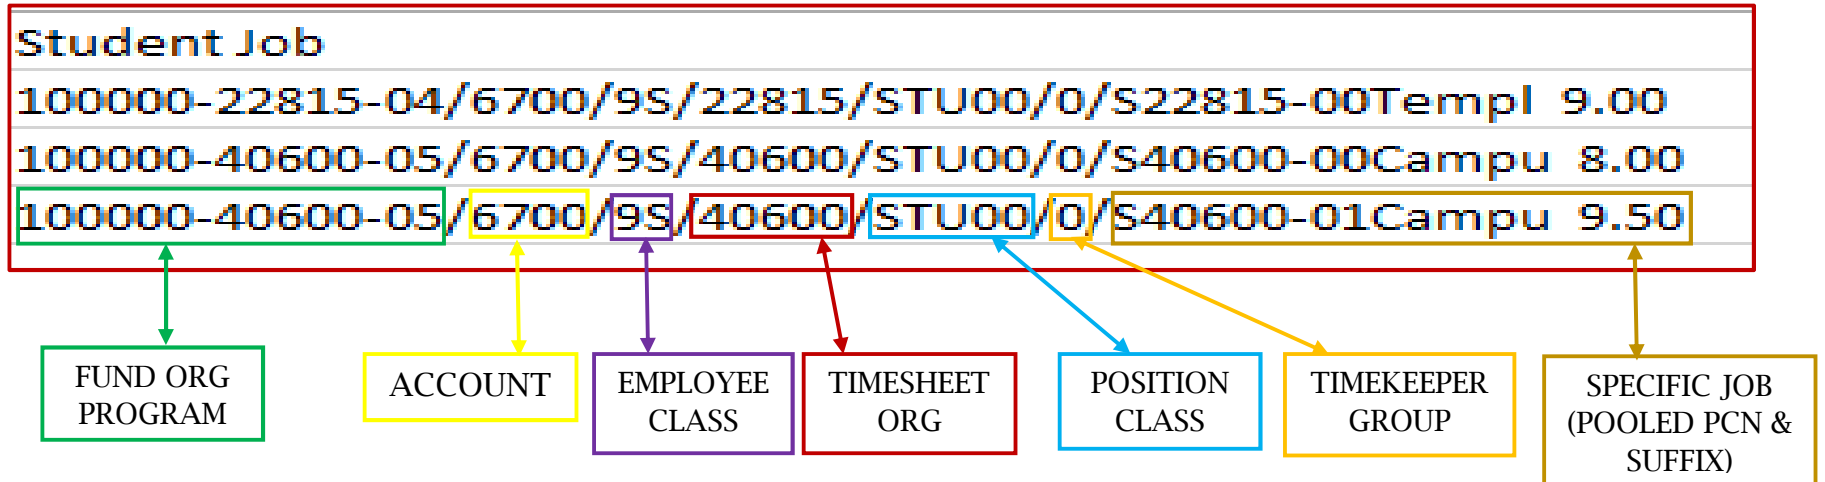 Student Job
100000-22815-04/6700/9S/22815/STU00/0/S22815-00Templ 9.00
100000-40600-05/6700/9S/40600/STU00/0/S40600-00Campu 8.00
100000-40600-05/6700/9S/40600/STU00/0/S40600-01Campu 9.50
FUND ORG
PROGRAM
ACCOUNT
EMPLOYEE
CLASS
TIMESHEET
ORG
POSITION
CLASS
TIMEKEEPER
GROUP
SPECIFIC JOB
(POOLED PCN &
SUFFIX)